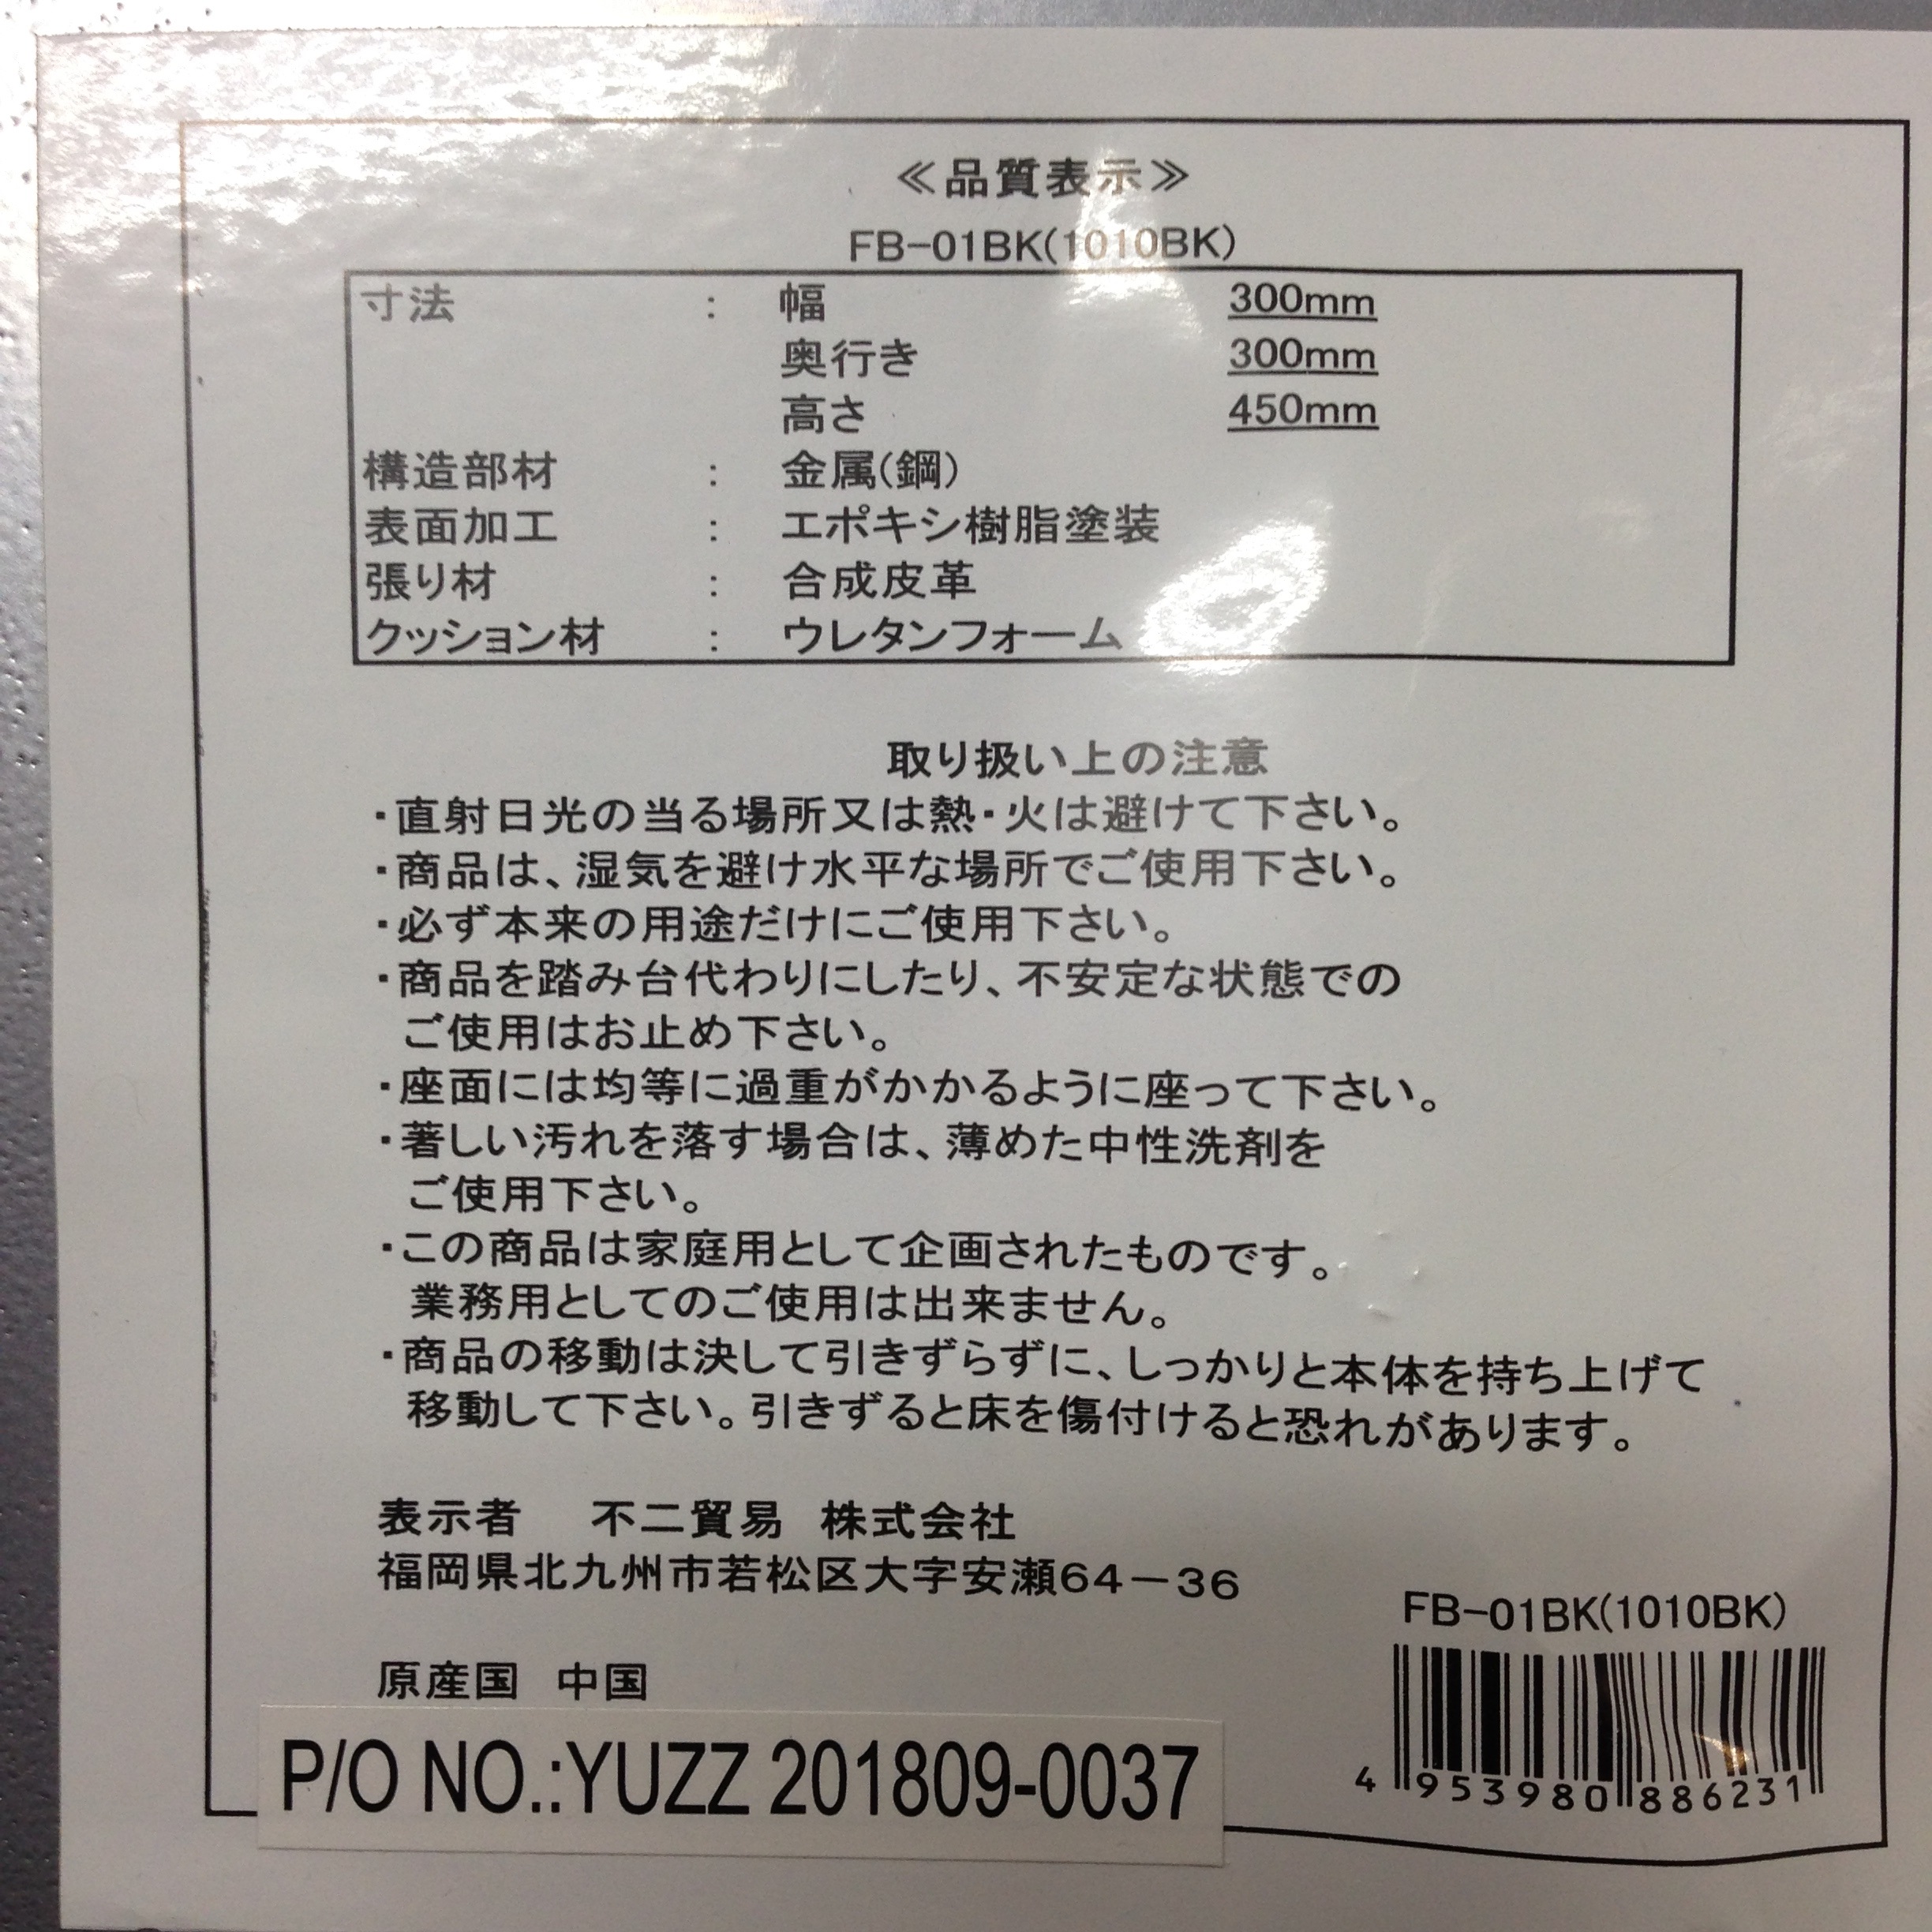 ≪品質表示≫
FB-01BK(1010BK)
寸法 : 幅 300mm
奥行き 300mm
高さ 450mm
構造部材 : 金属(鋼)
表面加工 : エポキシ樹脂塗装
張り材 : 合成皮革
クッション材 : ウレタンフォーム
取り扱い上の注意
・直射日光の当る場所又は熱・火は避けて下さい。
・商品は、湿気を避け水平な場所でご使用下さい。
・必ず本来の用途だけにご使用下さい。
・商品を踏み台代わりにしたり、不安定な状態での
ご使用はお止め下さい。
・座面には均等に過重がかかるように座って下さい。
・著しい汚れを落す場合は、薄めた中性洗剤を
ご使用下さい。
・この商品は家庭用として企画されたものです。
業務用としてのご使用は出来ません。
・商品の移動は決して引きずらずに、しっかりと本体を持ち上げて
移動して下さい。引きずると床を傷付けると恐れがあります。
表示者 不二貿易 株式会社
福岡県北九州市若松区大字安瀬64－36
原産国 中国
FB-01BK(1010BK)
4 953980 886231
P/O NO.:YUZZ 201809-0037